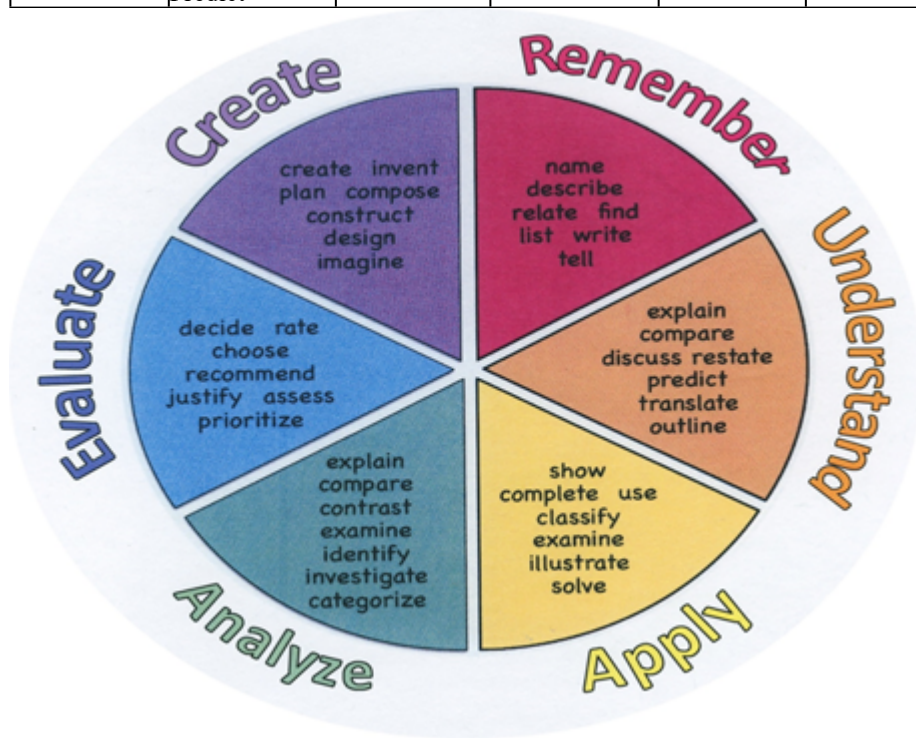 Create
create invent
plan compose
construct
design
imagine
Remember
name
describe
relate find
list write
tell
Understand
explain
compare
discuss restate
predict
translate
outline
Apply
show
complete use
classify
examine
illustrate
solve
Analyze
explain
compare
contrast
examine
identify
investigate
categorize
Evaluate
decide rate
choose
recommend
justify assess
prioritize